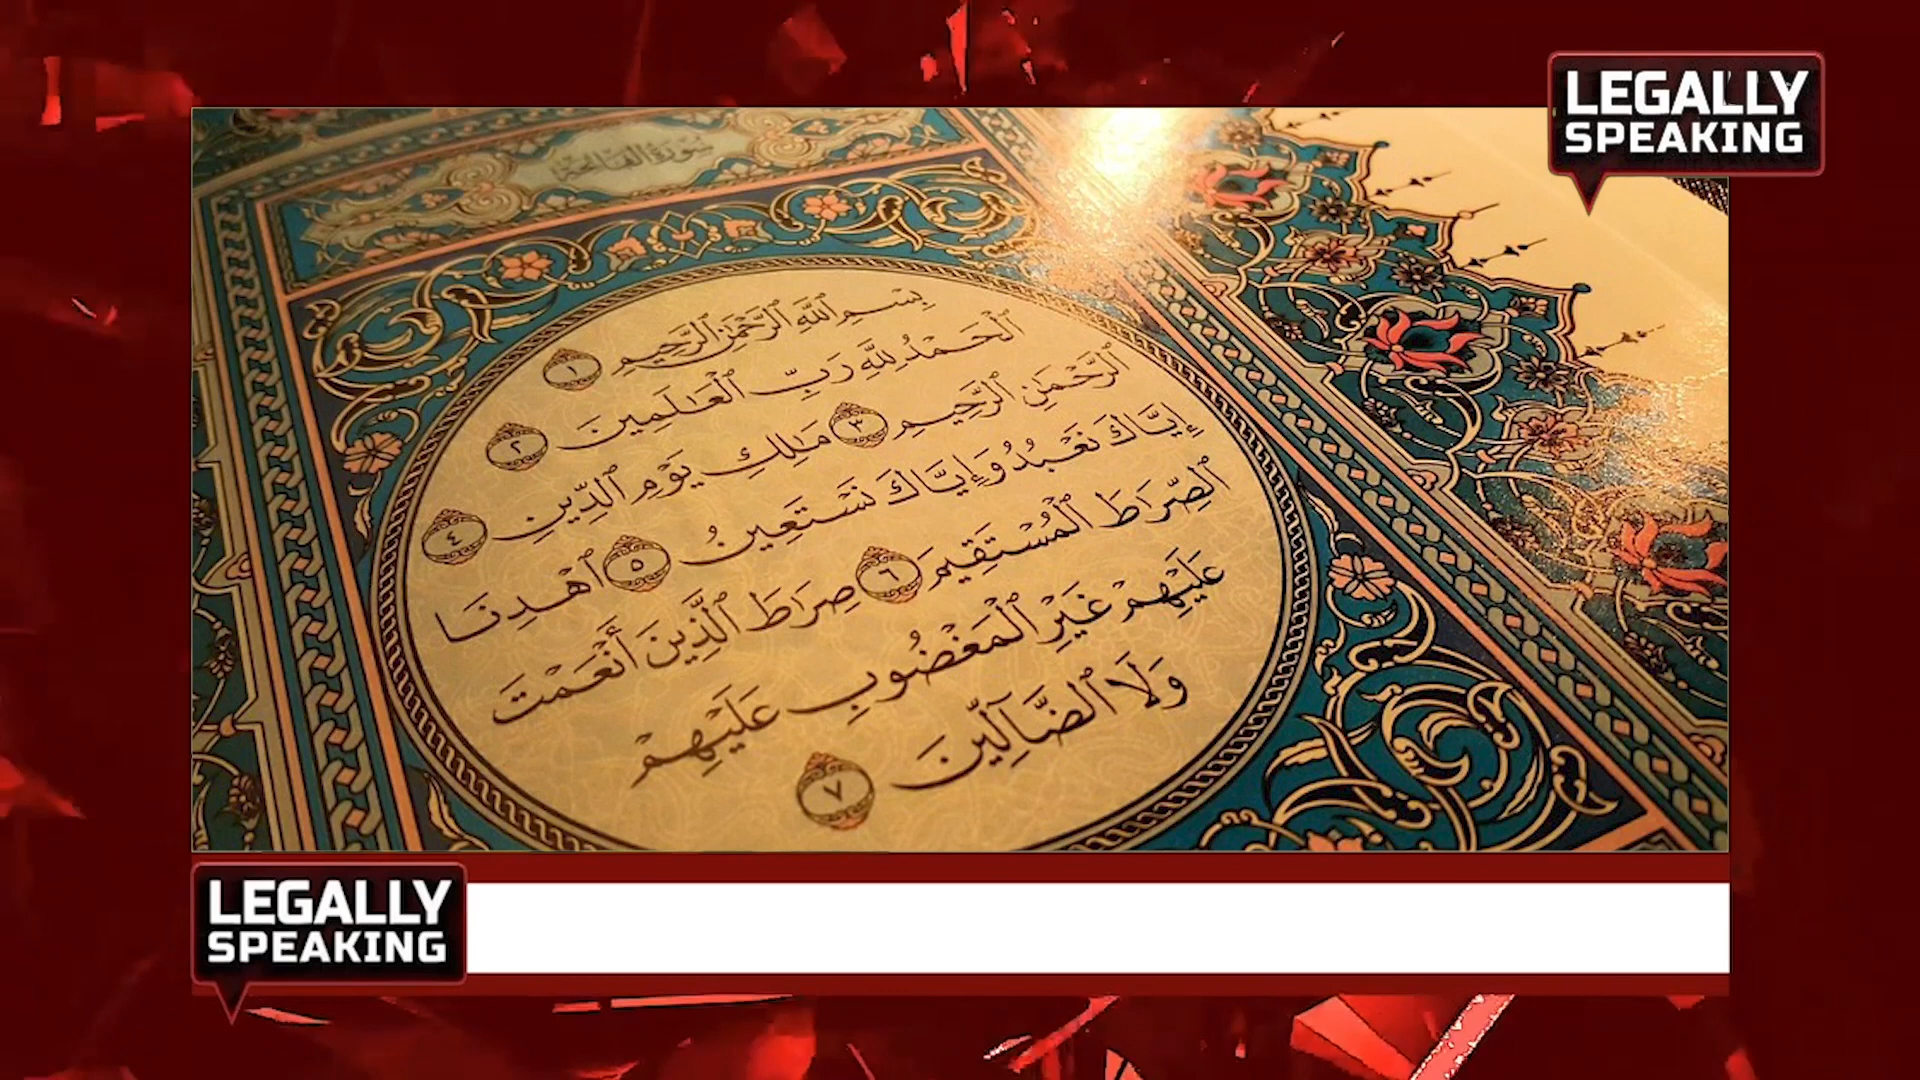 LEGALLY
SPEAKING
سورة الفاتحة
بِسْمِ ٱللَّهِ ٱلرَّحْمَٰنِ ٱلرَّحِيمِ ١
ٱلْحَمْدُ لِلَّهِ رَبِّ ٱلْعَٰلَمِينَ ٢
ٱلرَّحْمَٰنِ ٱلرَّحِيمِ ٣ مَٰلِكِ يَوْمِ ٱلدِّينِ ٤
إِيَّاكَ نَعْبُدُ وَإِيَّاكَ نَسْتَعِينُ ٥ ٱهْدِنَا
ٱلصِّرَٰطَ ٱلْمُسْتَقِيمَ ٦ صِرَٰطَ ٱلَّذِينَ أَنْعَمْتَ
عَلَيْهِمْ غَيْرِ ٱلْمَغْضُوبِ عَلَيْهِمْ
وَلَا ٱلضَّآلِّينَ ٧
LEGALLY
SPEAKING